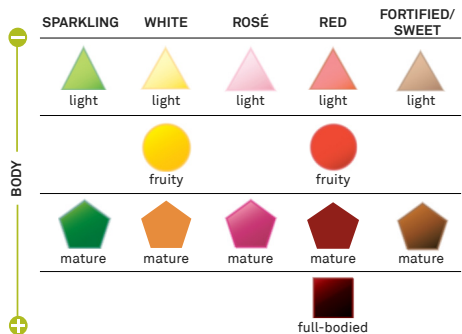 SPARKLING WHITE ROSÉ RED FORTIFIED/
SWEET
light light light light light
BODY
fruity fruity
mature mature mature mature mature
full-bodied